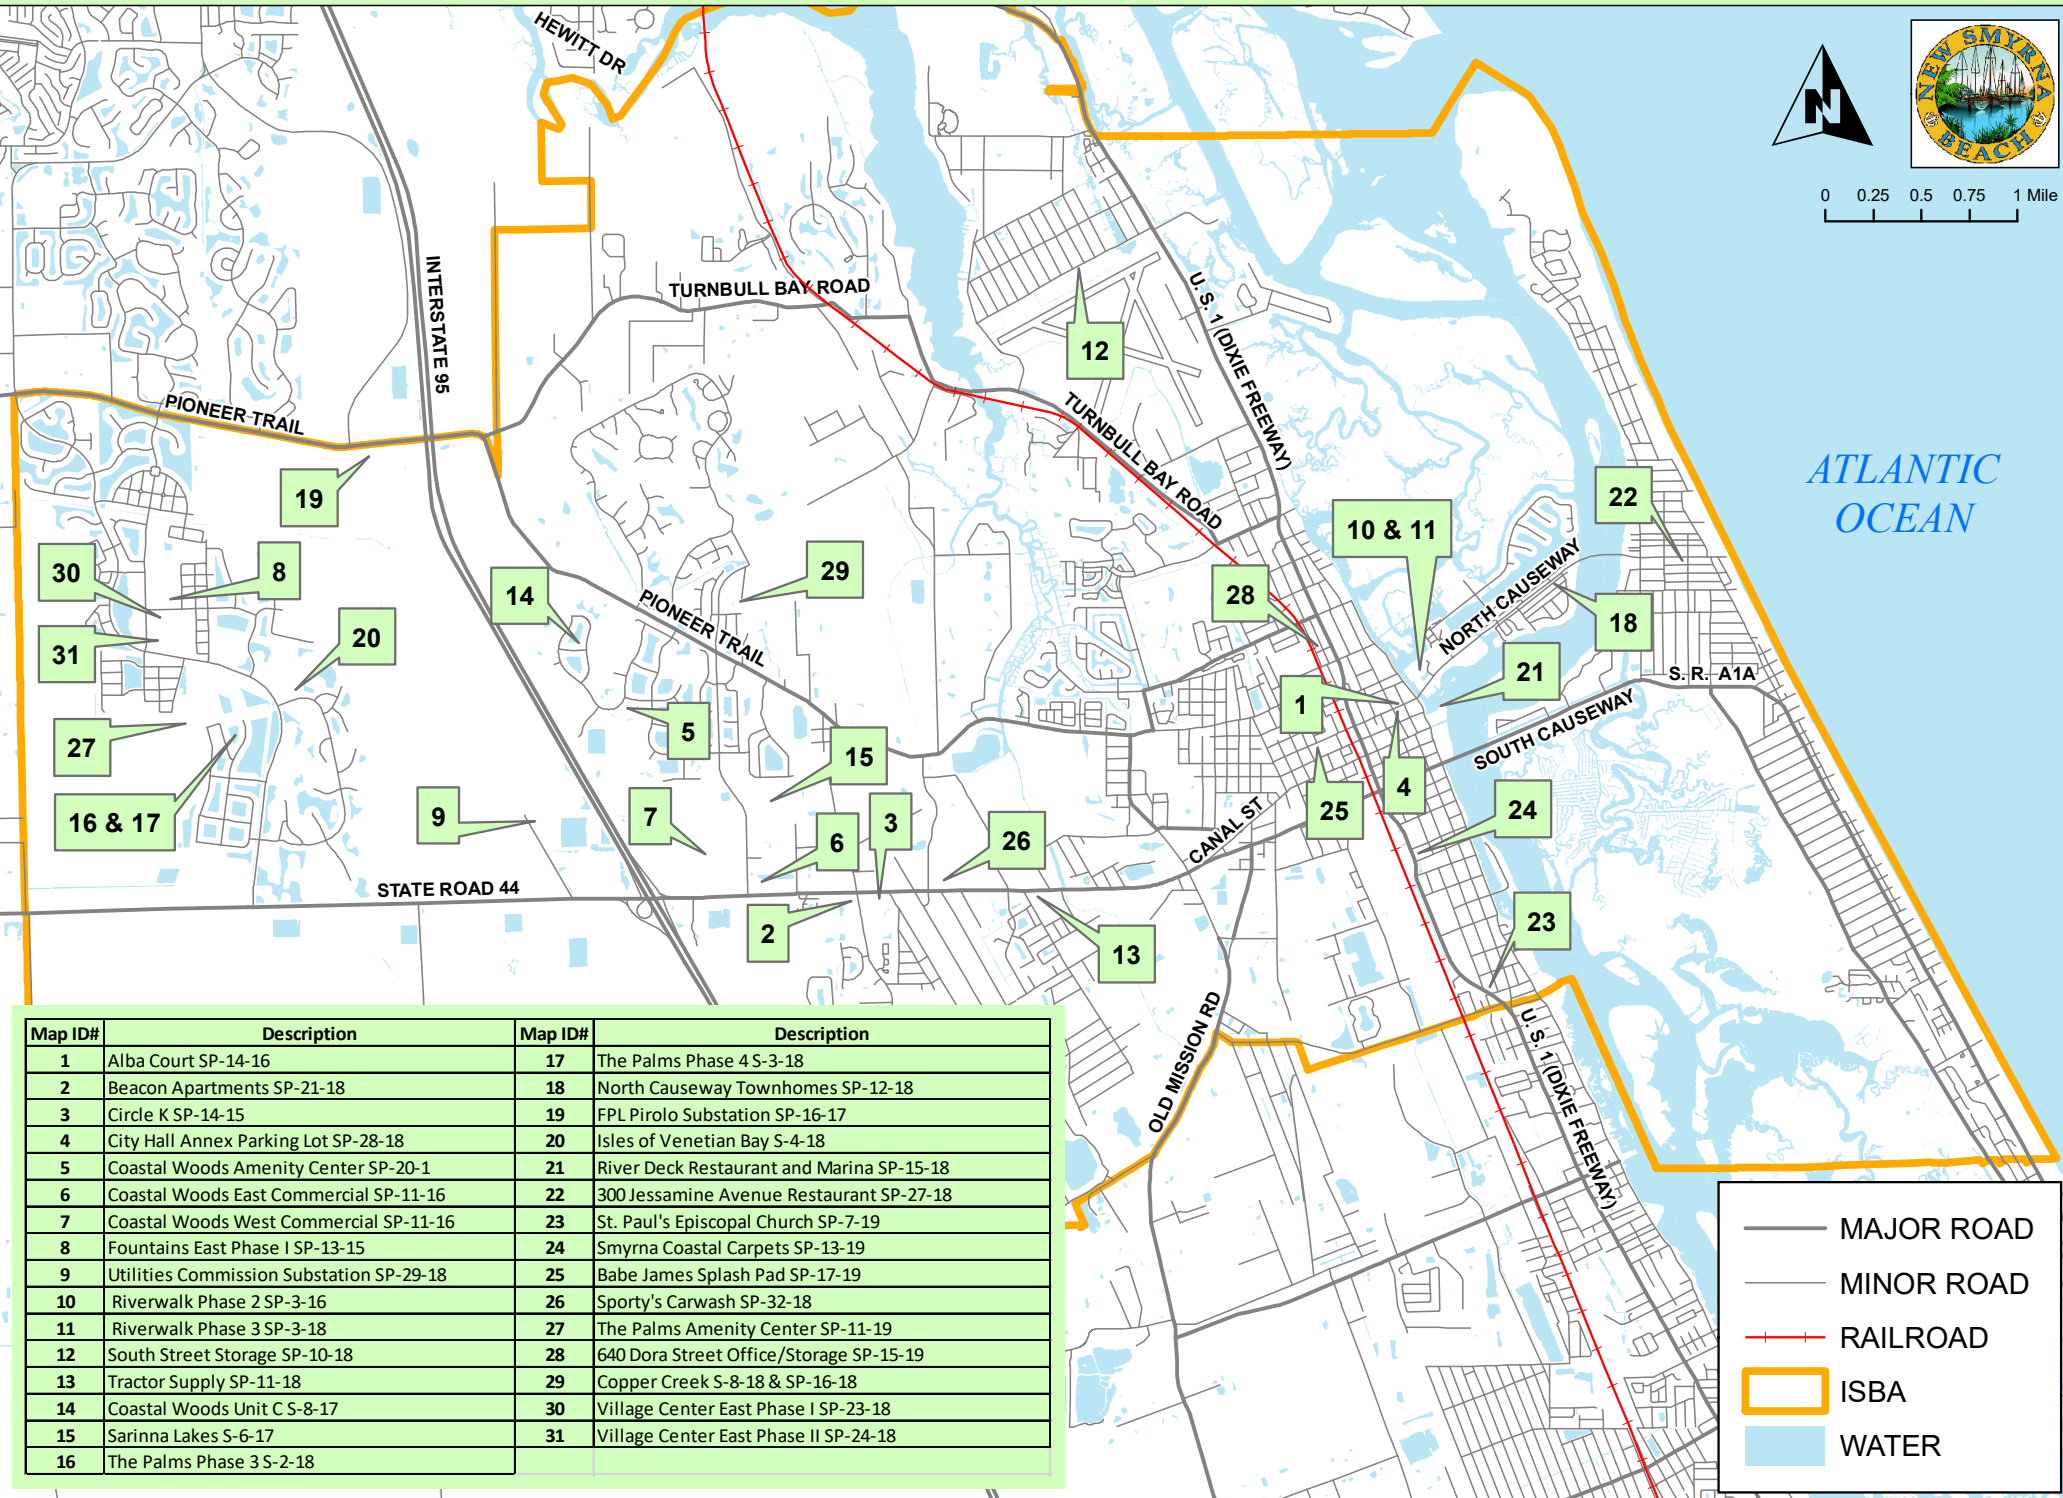 HEWITT DR
N
NEW SMYRNA
BEACH
0 0.25 0.5 0.75 1 Mile
INTERSTATE 95
TURNBULL BAY ROAD
U. S. 1 (DIXIE FREEWAY)
12
PIONEER TRAIL
TURNBULL BAY ROAD
ATLANTIC
OCEAN
19
22
10 & 11
30
8
14
29
28
NORTH CAUSEWAY
18
PIONEER TRAIL
31
20
21
S. R. A1A
1
5
27
15
SOUTH CAUSEWAY
4
16 & 17
9
7
6
3
26
CANAL ST
25
24
STATE ROAD 44
2
13
23
OLD MISSION RD
U. S. 1 (DIXIE FREEWAY)
Map ID# Description Map ID# Description
1 Alba Court SP-14-16 17 The Palms Phase 4 S-3-18
2 Beacon Apartments SP-21-18 18 North Causeway Townhomes SP-12-18
3 Circle K SP-14-15 19 FPL Pirolo Substation SP-16-17
4 City Hall Annex Parking Lot SP-28-18 20 Isles of Venetian Bay S-4-18
5 Coastal Woods Amenity Center SP-20-1 21 River Deck Restaurant and Marina SP-15-18
6 Coastal Woods East Commercial SP-11-16 22 300 Jessamine Avenue Restaurant SP-27-18
7 Coastal Woods West Commercial SP-11-16 23 St. Paul's Episcopal Church SP-7-19
8 Fountains East Phase I SP-13-15 24 Smyrna Coastal Carpets SP-13-19
9 Utilities Commission Substation SP-29-18 25 Babe James Splash Pad SP-17-19
10 Riverwalk Phase 2 SP-3-16 26 Sporty's Carwash SP-32-18
11 Riverwalk Phase 3 SP-3-18 27 The Palms Amenity Center SP-11-19
12 South Street Storage SP-10-18 28 640 Dora Street Office/Storage SP-15-19
13 Tractor Supply SP-11-18 29 Copper Creek S-8-18 & SP-16-18
14 Coastal Woods Unit C S-8-17 30 Village Center East Phase I SP-23-18
15 Sarinna Lakes S-6-17 31 Village Center East Phase II SP-24-18
16 The Palms Phase 3 S-2-18
MAJOR ROAD
MINOR ROAD
RAILROAD
ISBA
WATER